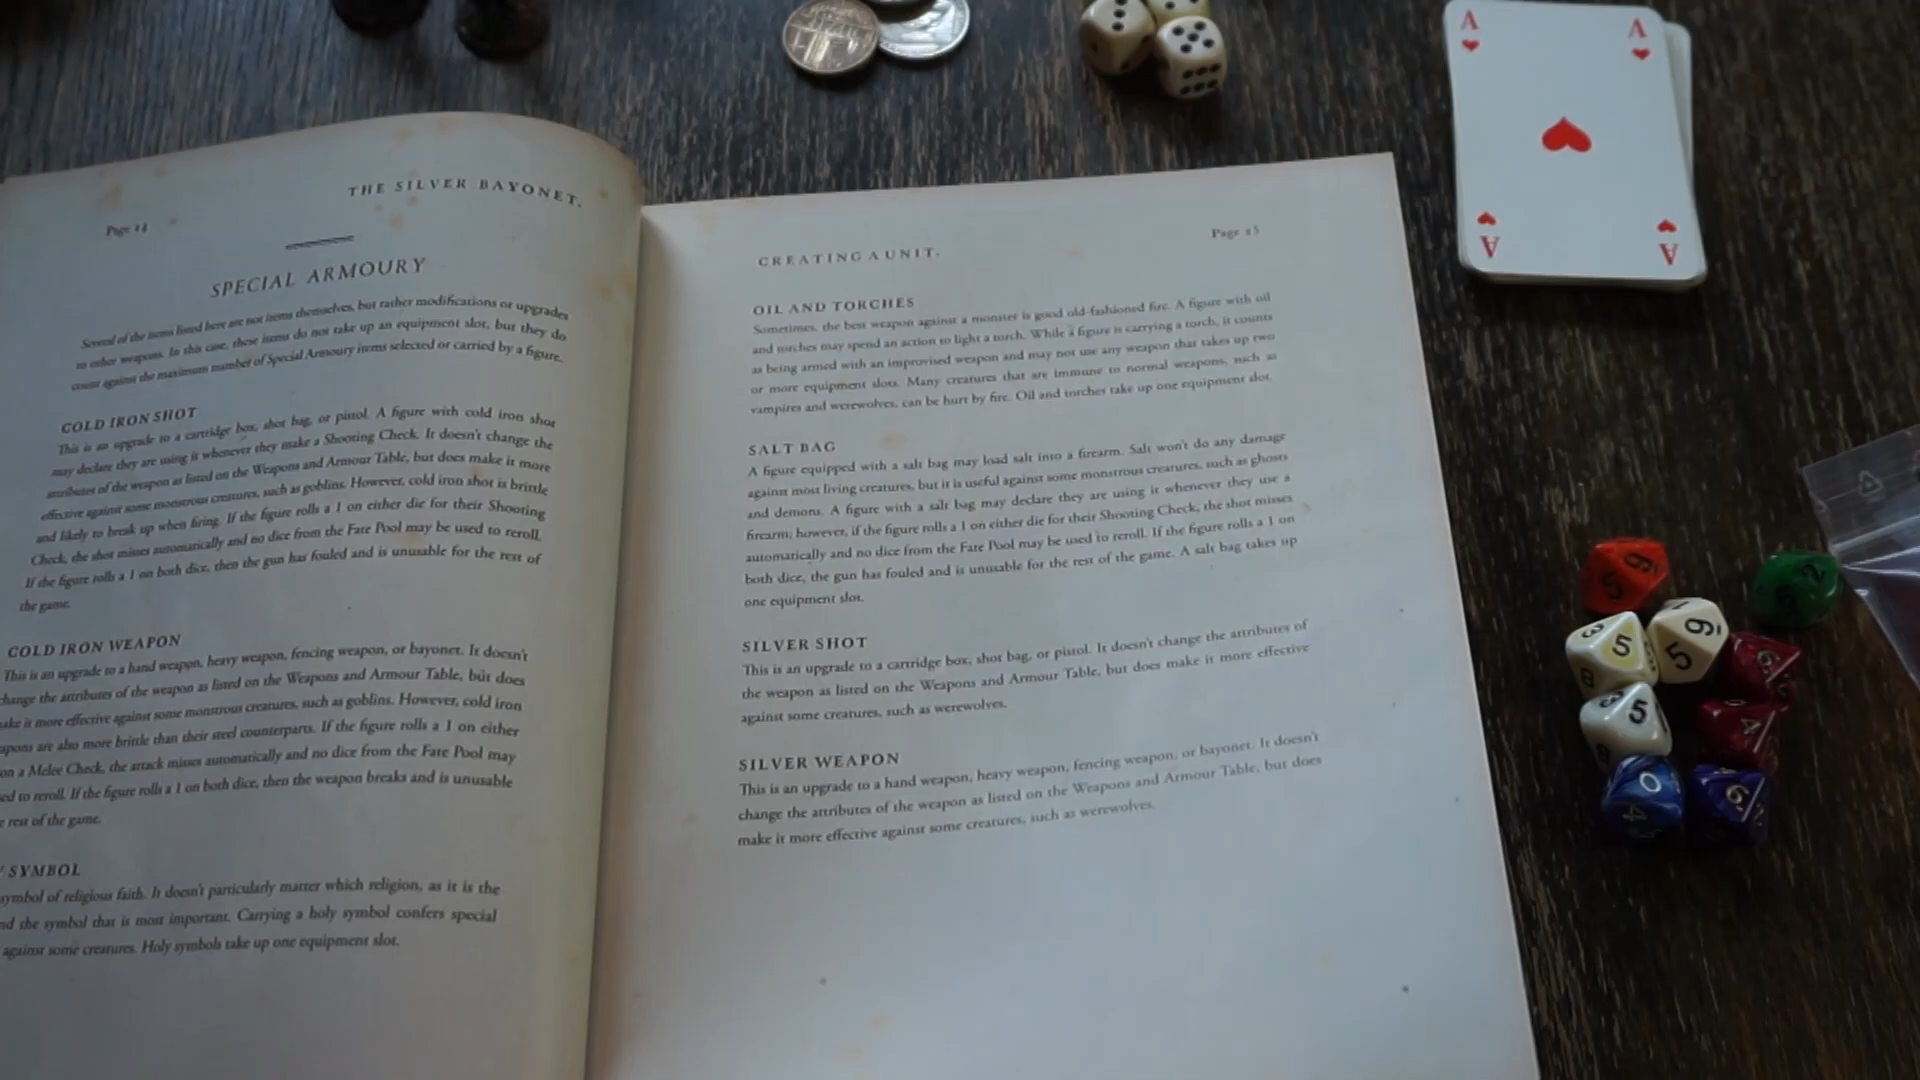 THE SILVER BAYONET.
Page 24
SPECIAL ARMOURY
Several of the items listed here are not items themselves, but rather modifications or upgrades
to other weapons. In this case, these items do not take up an equipment slot, but they do
count against the maximum number of Special Armoury items selected or carried by a figure.
COLD IRON SHOT
This is an upgrade to a cartridge box, shot bag, or pistol. A figure with cold iron shot
may declare they are using it whenever they make a Shooting Check. It doesn't change the
attributes of the weapon as listed on the Weapons and Armour Table, but does make it more
effective against some monstrous creatures, such as goblins. However, cold iron shot is brittle
and likely to break up when firing. If the figure rolls a 1 on either die for their Shooting
Check, the shot misses automatically and no dice from the Fate Pool may be used to reroll.
If the figure rolls a 1 on both dice, then the gun has fouled and is unusable for the rest of
the game.
COLD IRON WEAPON
This is an upgrade to a hand weapon, heavy weapon, fencing weapon, or bayonet. It doesn't
change the attributes of the weapon as listed on the Weapons and Armour Table, but does
make it more effective against some monstrous creatures, such as goblins. However, cold iron
apons are also more brittle than their steel counterparts. If the figure rolls a 1 on either
on a Melee Check, the attack misses automatically and no dice from the Fate Pool may
ed to reroll. If the figure rolls a 1 on both dice, then the weapon breaks and is unusable
rest of the game.
SYMBOL
symbol of religious faith. It doesn't particularly matter which religion, as it is the
nd the symbol that is most important. Carrying a holy symbol confers special
against some creatures. Holy symbols take up one equipment slot.
CREATING A UNIT.
Page 25
OIL AND TORCHES
Sometimes, the best weapon against a monster is good old-fashioned fire. A figure with oil
and torches may spend an action to light a torch. While a figure is carrying a torch, it counts
as being armed with an improvised weapon and may not use any weapon that takes up two
or more equipment slots. Many creatures that are immune to normal weapons, such as
vampires and werewolves, can be hurt by fire. Oil and torches take up one equipment slot.
SALT BAG
A figure equipped with a salt bag may load salt into a firearm. Salt won't do any damage
against most living creatures, but it is useful against some monstrous creatures, such as ghosts
and demons. A figure with a salt bag may declare they are using it whenever they use a
firearm; however, if the figure rolls a 1 on either die for their Shooting Check, the shot misses
automatically and no dice from the Fate Pool may be used to reroll. If the figure rolls a 1 on
both dice, the gun has fouled and is unusable for the rest of the game. A salt bag takes up
one equipment slot.
SILVER SHOT
This is an upgrade to a cartridge box, shot bag, or pistol. It doesn't change the attributes of
the weapon as listed on the Weapons and Armour Table, but does make it more effective
against some creatures, such as werewolves.
SILVER WEAPON
This is an upgrade to a hand weapon, heavy weapon, fencing weapon, or bayonet. It doesn't
change the attributes of the weapon as listed on the Weapons and Armour Table, but does
make it more effective against some creatures, such as werewolves.
A
A
A
A
5 9
6 2
3 5
5 9
6
5
4
0
4
6